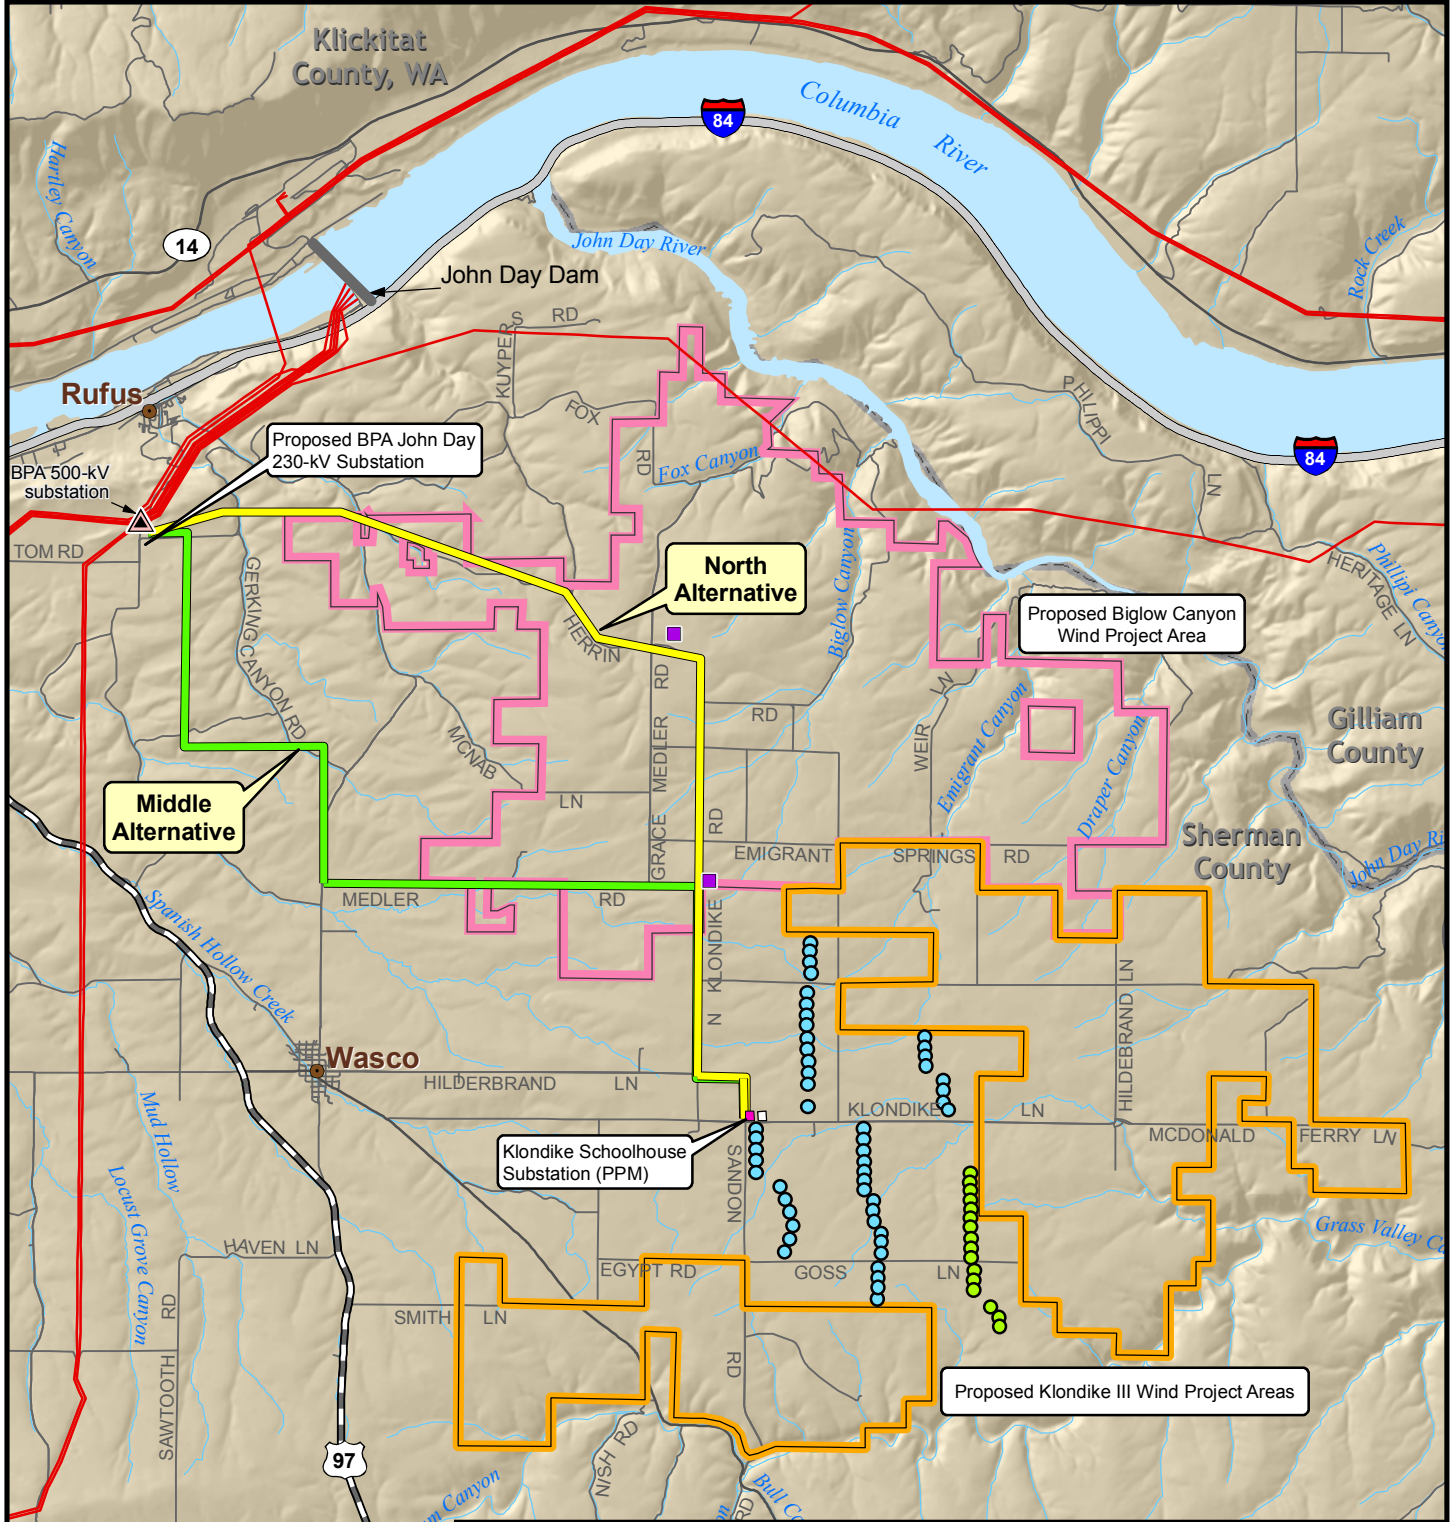 Klickitat
County, WA
Columbia
River
84
Hartley Canyon
14
John Day River
Rock Creek
John Day Dam
KUYPERS RD
Rufus
FOX
RD
PHILIPPI
LN
Proposed BPA John Day
230-kV Substation
Fox Canyon
84
BPA 500-kV
substation
TOM RD
North
Alternative
Biglow Canyon
HERITAGE LN
Phillipi Canyon
GERKING CANYON RD
HERRIN
RD
Proposed Biglow Canyon
Wind Project Area
RD
MEDLER
GRACE
WEIR
LN
Emigrant Canyon
Draper Canyon
Gilliam
County
MCNAB
LN
Middle
Alternative
RD
EMIGRANT
SPRINGS
RD
Sherman
County
John Day Ri
MEDLER
RD
Spanish Hollow Creek
N KLONDIKE
HILDEBRAND LN
Wasco
HILDERBRAND
LN
KLONDIKE
LN
MCDONALD
FERRY LN
Mud Hollow
Locust Grove Canyon
Klondike Schoolhouse
Substation (PPM)
SANDON
RD
Grass Valley Ca
HAVEN LN
EGYPT RD
GOSS
LN
SMITH
LN
SAWTOOTH
RD
Proposed Klondike III Wind Project Areas
97
NISH RD
Canyon
Bull Ca
RD